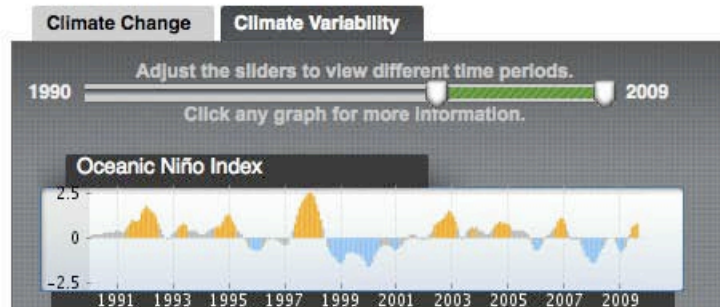 Climate Change
Climate Variability
Adjust the sliders to view different time periods.
1990
2009
Click any graph for more information.
Oceanic Niño Index
2.5
0
-2.5
1991 1993 1995 1997 1999 2001 2003 2005 2007 2009